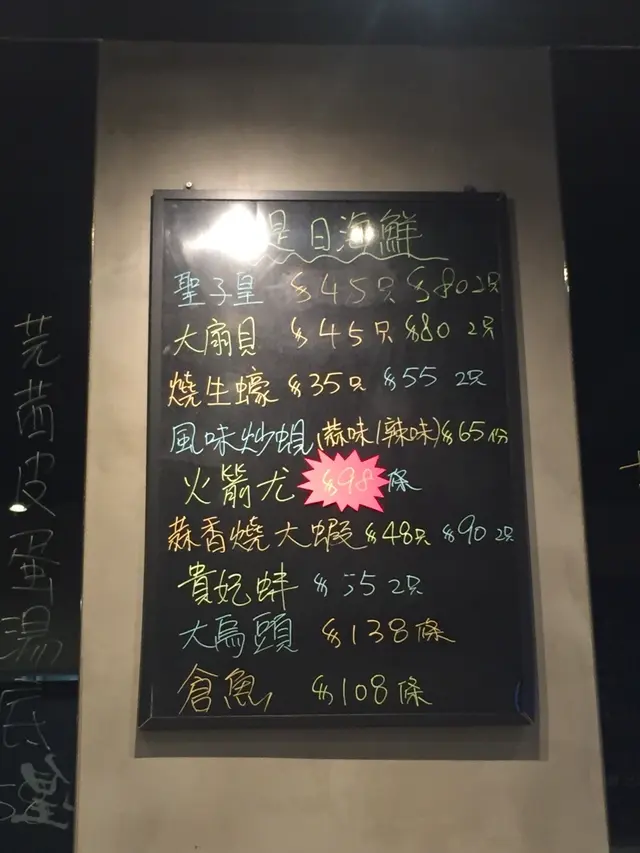 是日海鮮
聖子皇 $45只 $80 2只
大扇貝 $45只 $80 2只
燒生蠔 $35只 $55 2只
風味炒蜆(蒜味/辣味)$65份
火箭尤 $98 條
蒜香燒大蝦 $48只 $90 2只
貴妃蚌 $55 2只
大烏頭 $138條
倉魚 $108條
芫茜皮蛋湯底